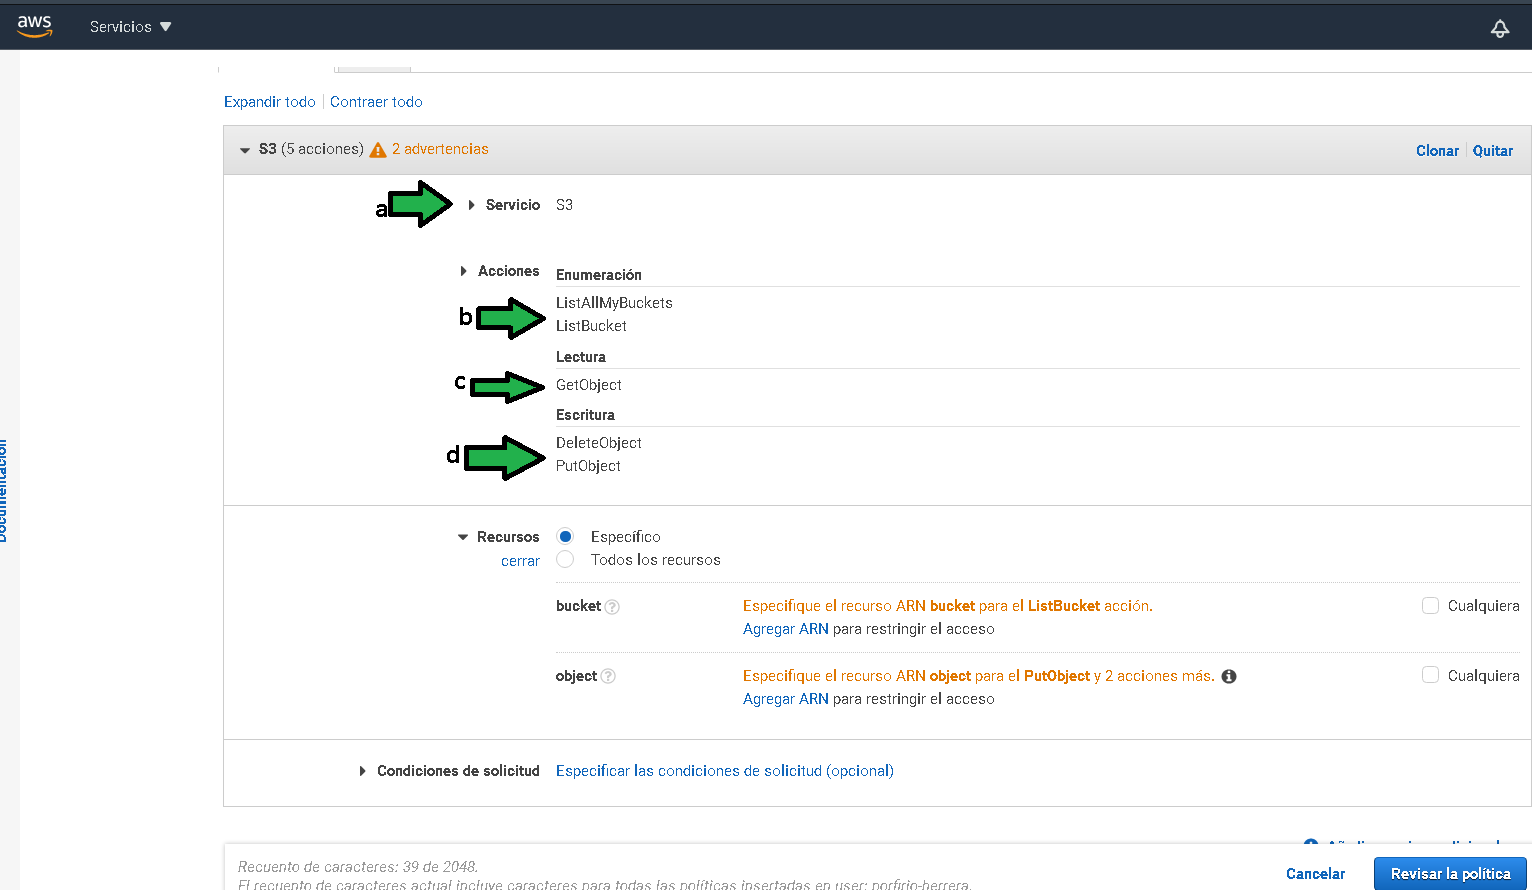 aws Servicios
Expandir todo Contraer todo
S3 (5 acciones) 2 advertencias Clonar Quitar
a Servicio S3
Acciones Enumeración
ListAllMyBuckets
b
ListBucket
Lectura
c GetObject
Escritura
DeleteObject
d
PutObject
Documentación
Recursos Específico
cerrar Todos los recursos
bucket Especifique el recurso ARN bucket para el ListBucket acción. Cualquiera
Agregar ARN para restringir el acceso
object Especifique el recurso ARN object para el PutObject y 2 acciones más. Cualquiera
Agregar ARN para restringir el acceso
Condiciones de solicitud Especificar las condiciones de solicitud (opcional)
Recuento de caracteres: 39 de 2048.
El recuento de caracteres actual incluye caracteres para todas las políticas insertadas en user: porfirio-herrera.
Cancelar Revisar la política